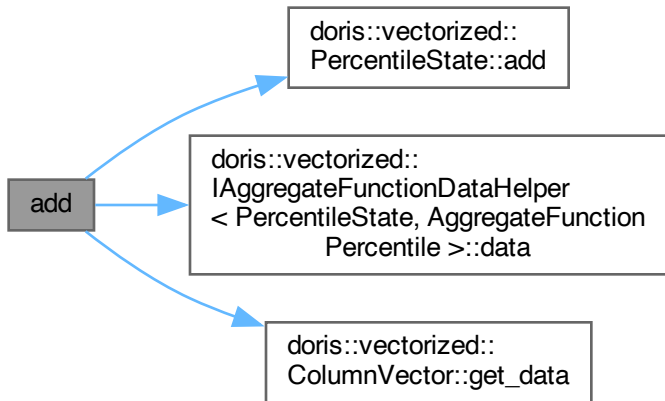 doris::vectorized::
PercentileState::add
doris::vectorized::
IAggregateFunctionDataHelper
< PercentileState, AggregateFunction
Percentile >::data
add
doris::vectorized::
ColumnVector::get_data